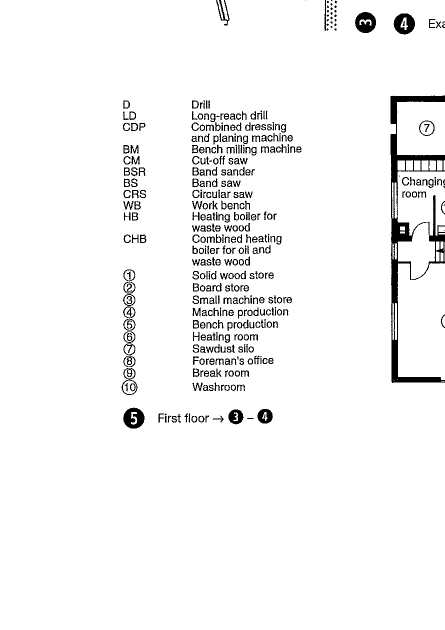 3 4 Exa
D Drill
LD Long-reach drill
CDP Combined dressing
and planing machine
BM Bench milling machine
CM Cut-off saw
BSR Band sander
BS Band saw
CRS Circular saw
WB Work bench
HB Heating boiler for
waste wood
CHB Combined heating
boiler for oil and
waste wood
① Solid wood store
② Board store
③ Small machine store
④ Machine production
⑤ Bench production
⑥ Heating room
⑦ Sawdust silo
⑧ Foreman's office
⑨ Break room
⑩ Washroom
❺ First floor → ❸ – ❹
⑦
Changing
room